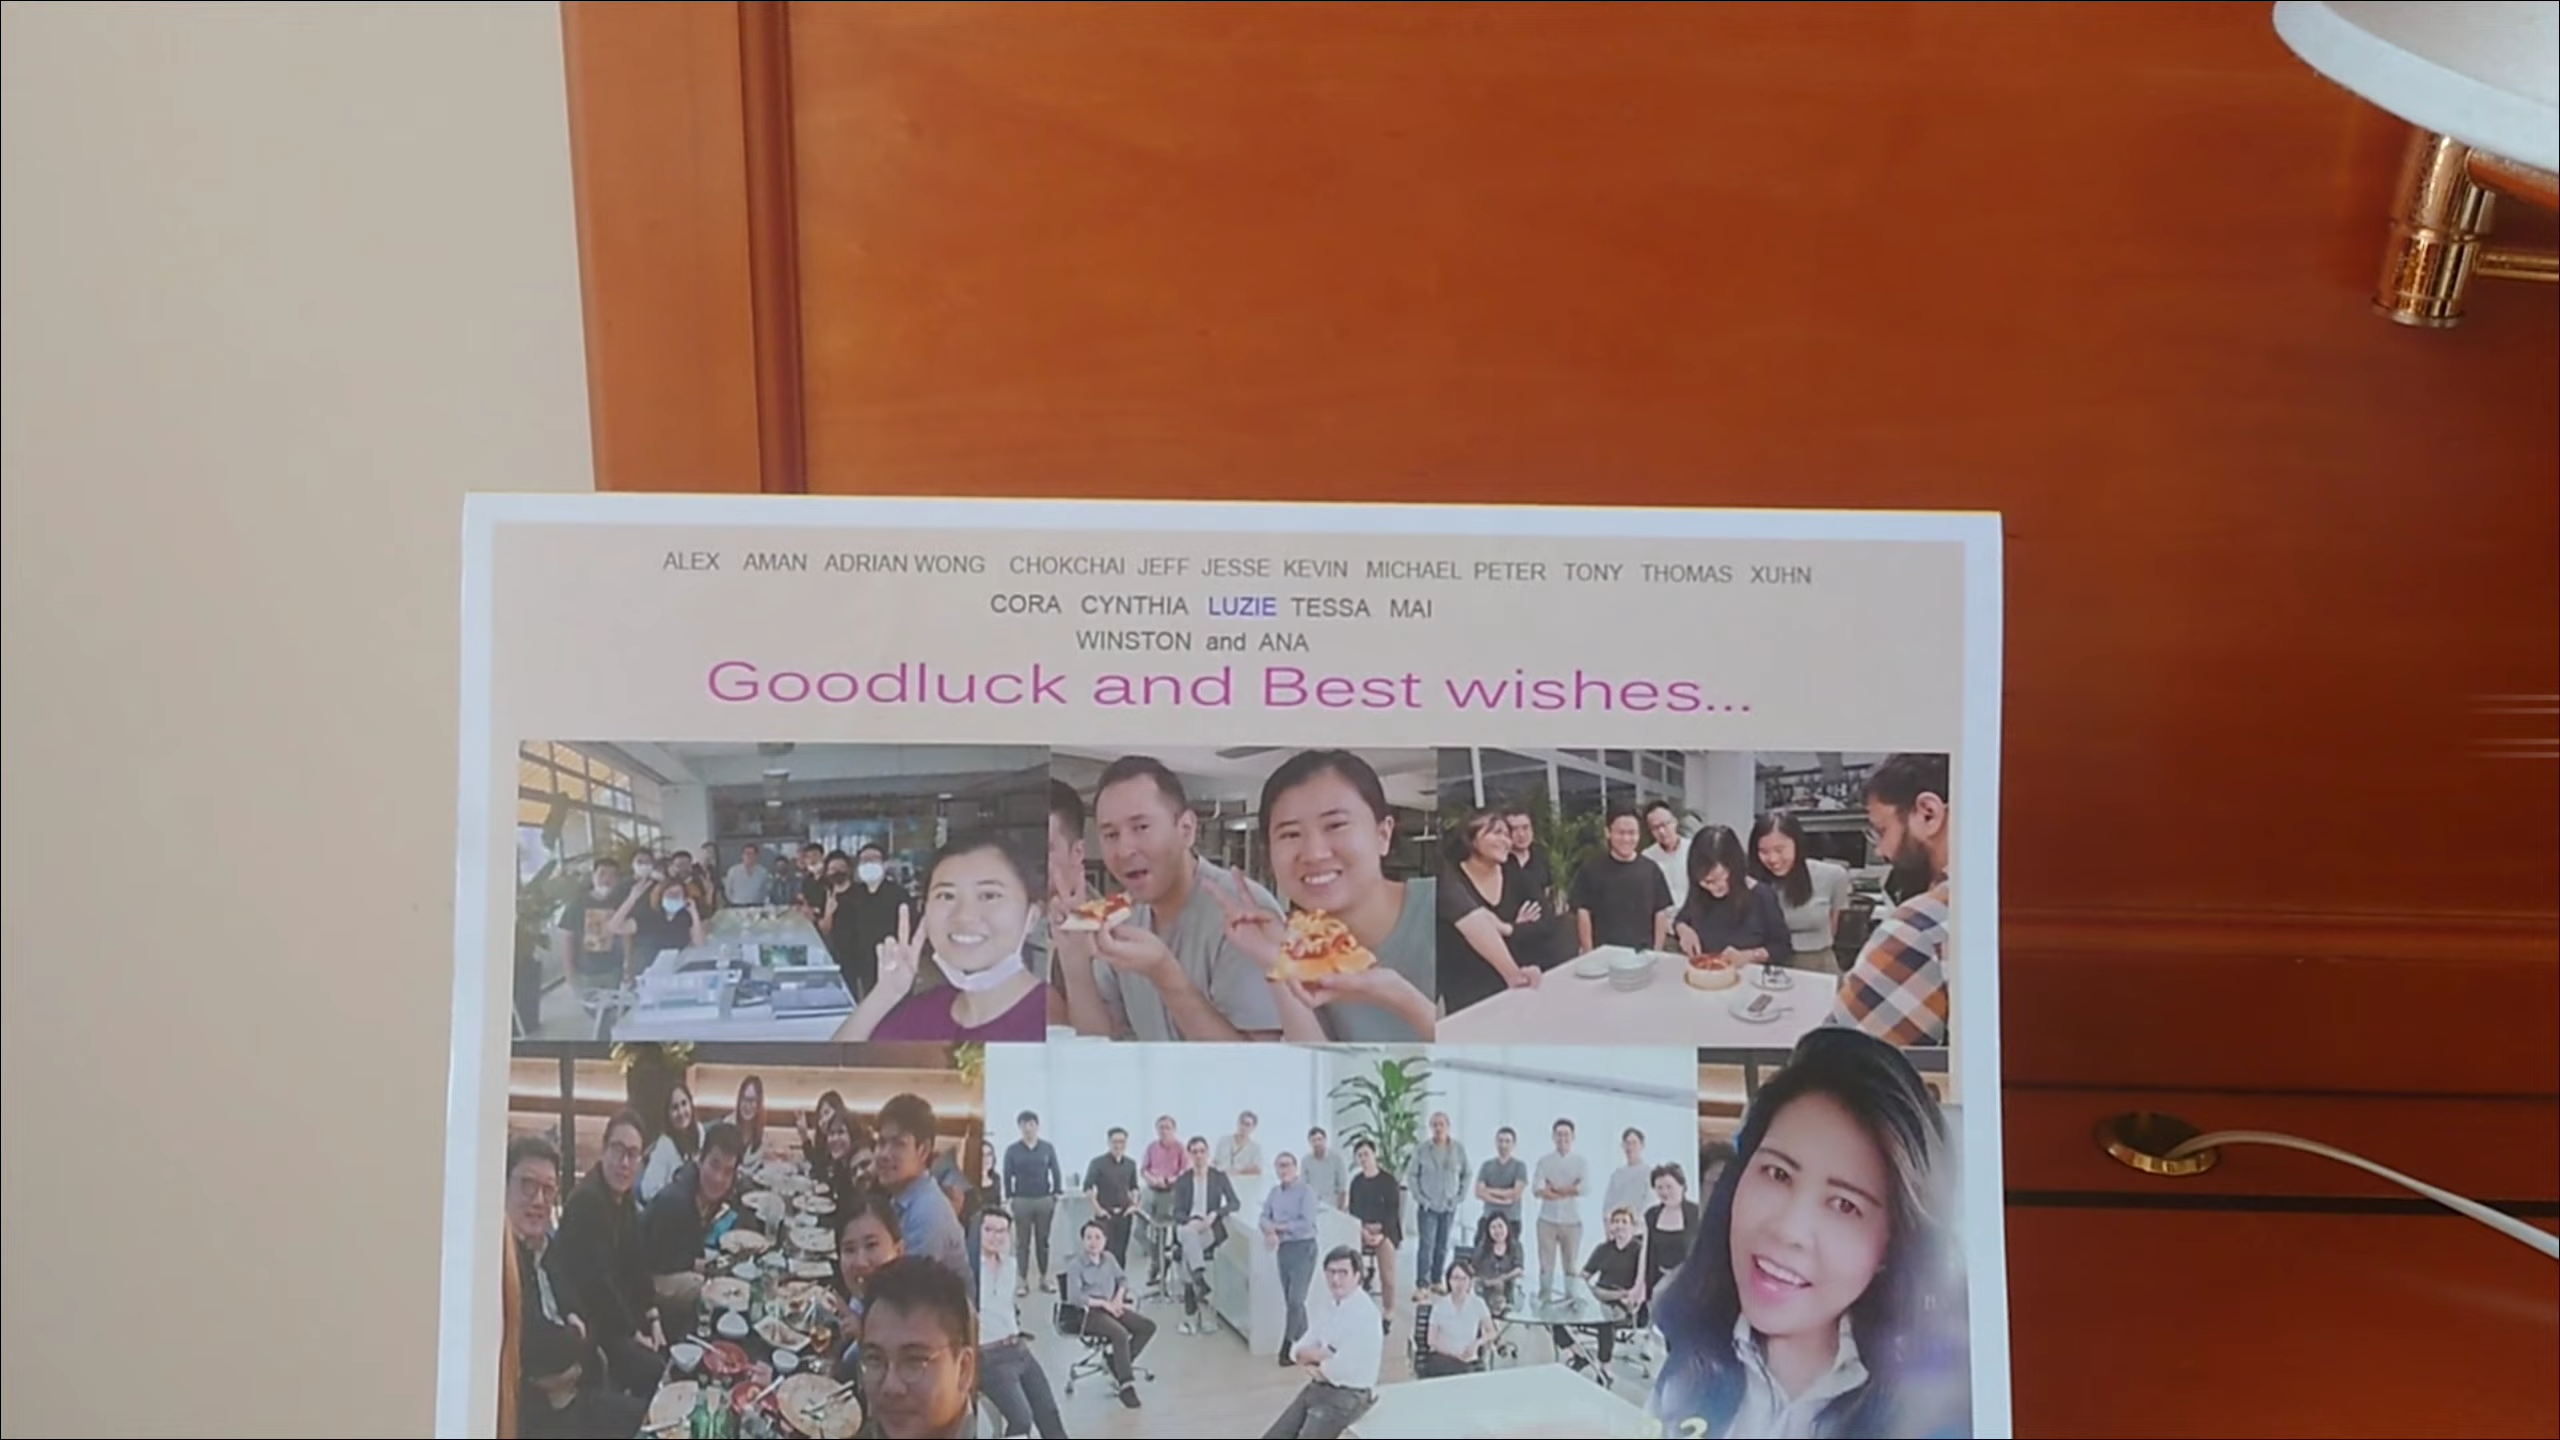 ALEX AMAN ADRIAN WONG CHOKCHAI JEFF JESSE KEVIN MICHAEL PETER TONY THOMAS XUHN
CORA CYNTHIA LUZIE TESSA MAI
WINSTON and ANA
Goodluck and Best wishes...